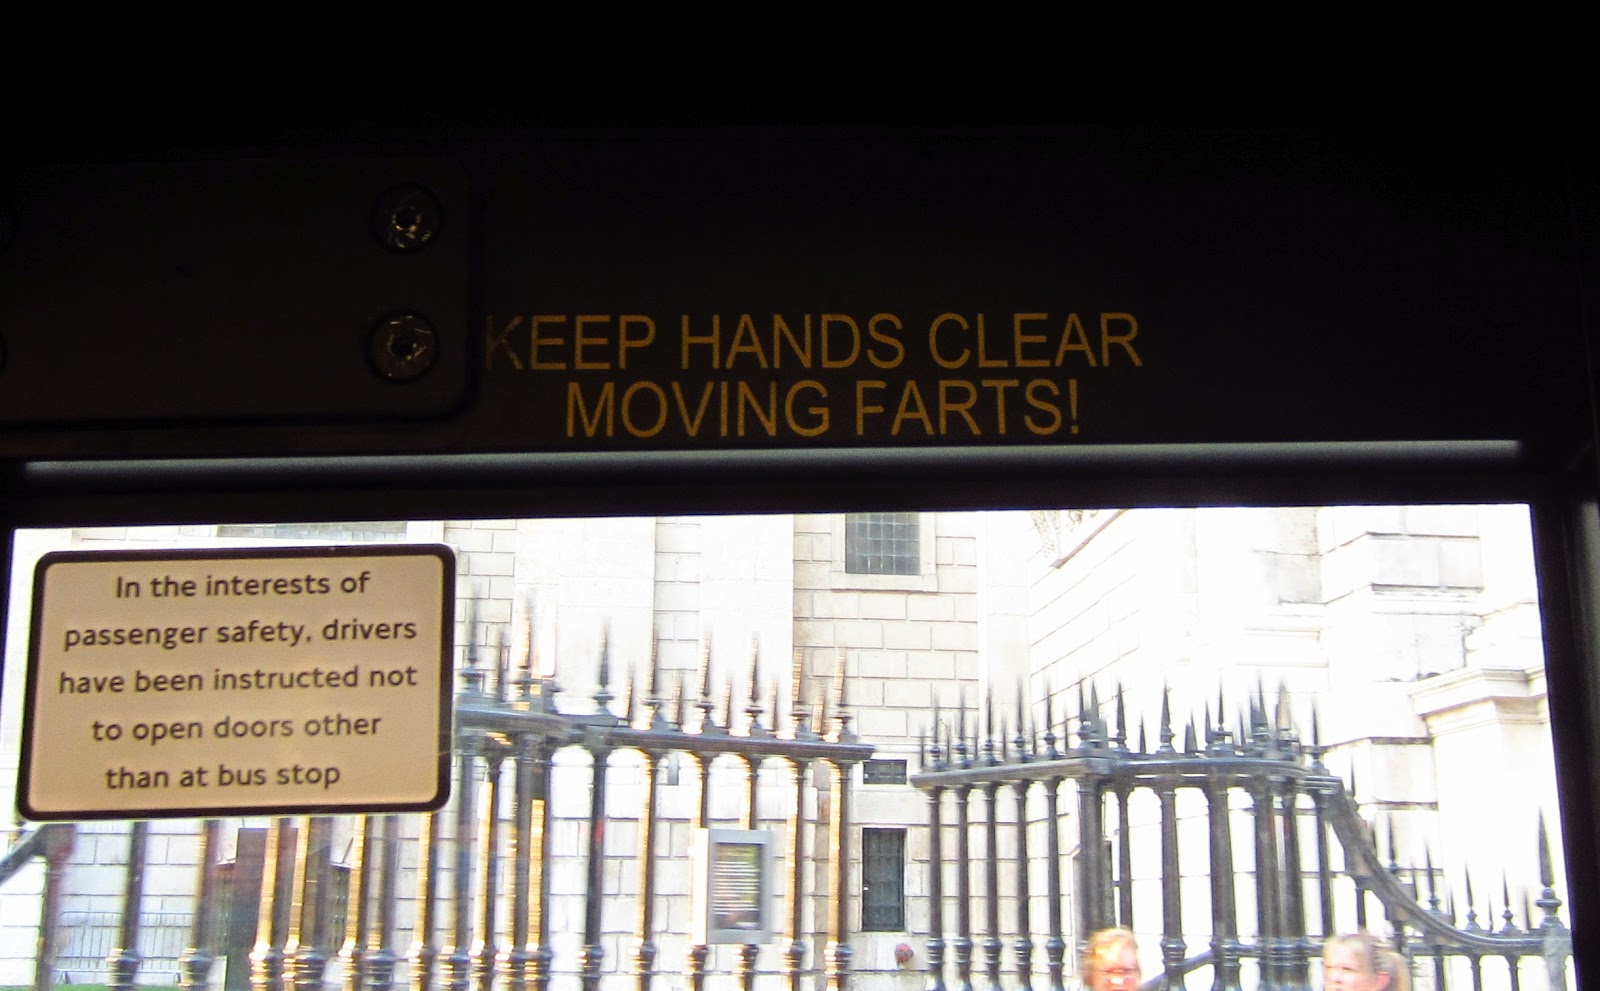 KEEP HANDS CLEAR
MOVING FARTS!
In the interests of
passenger safety, drivers
have been instructed not
to open doors other
than at bus stop